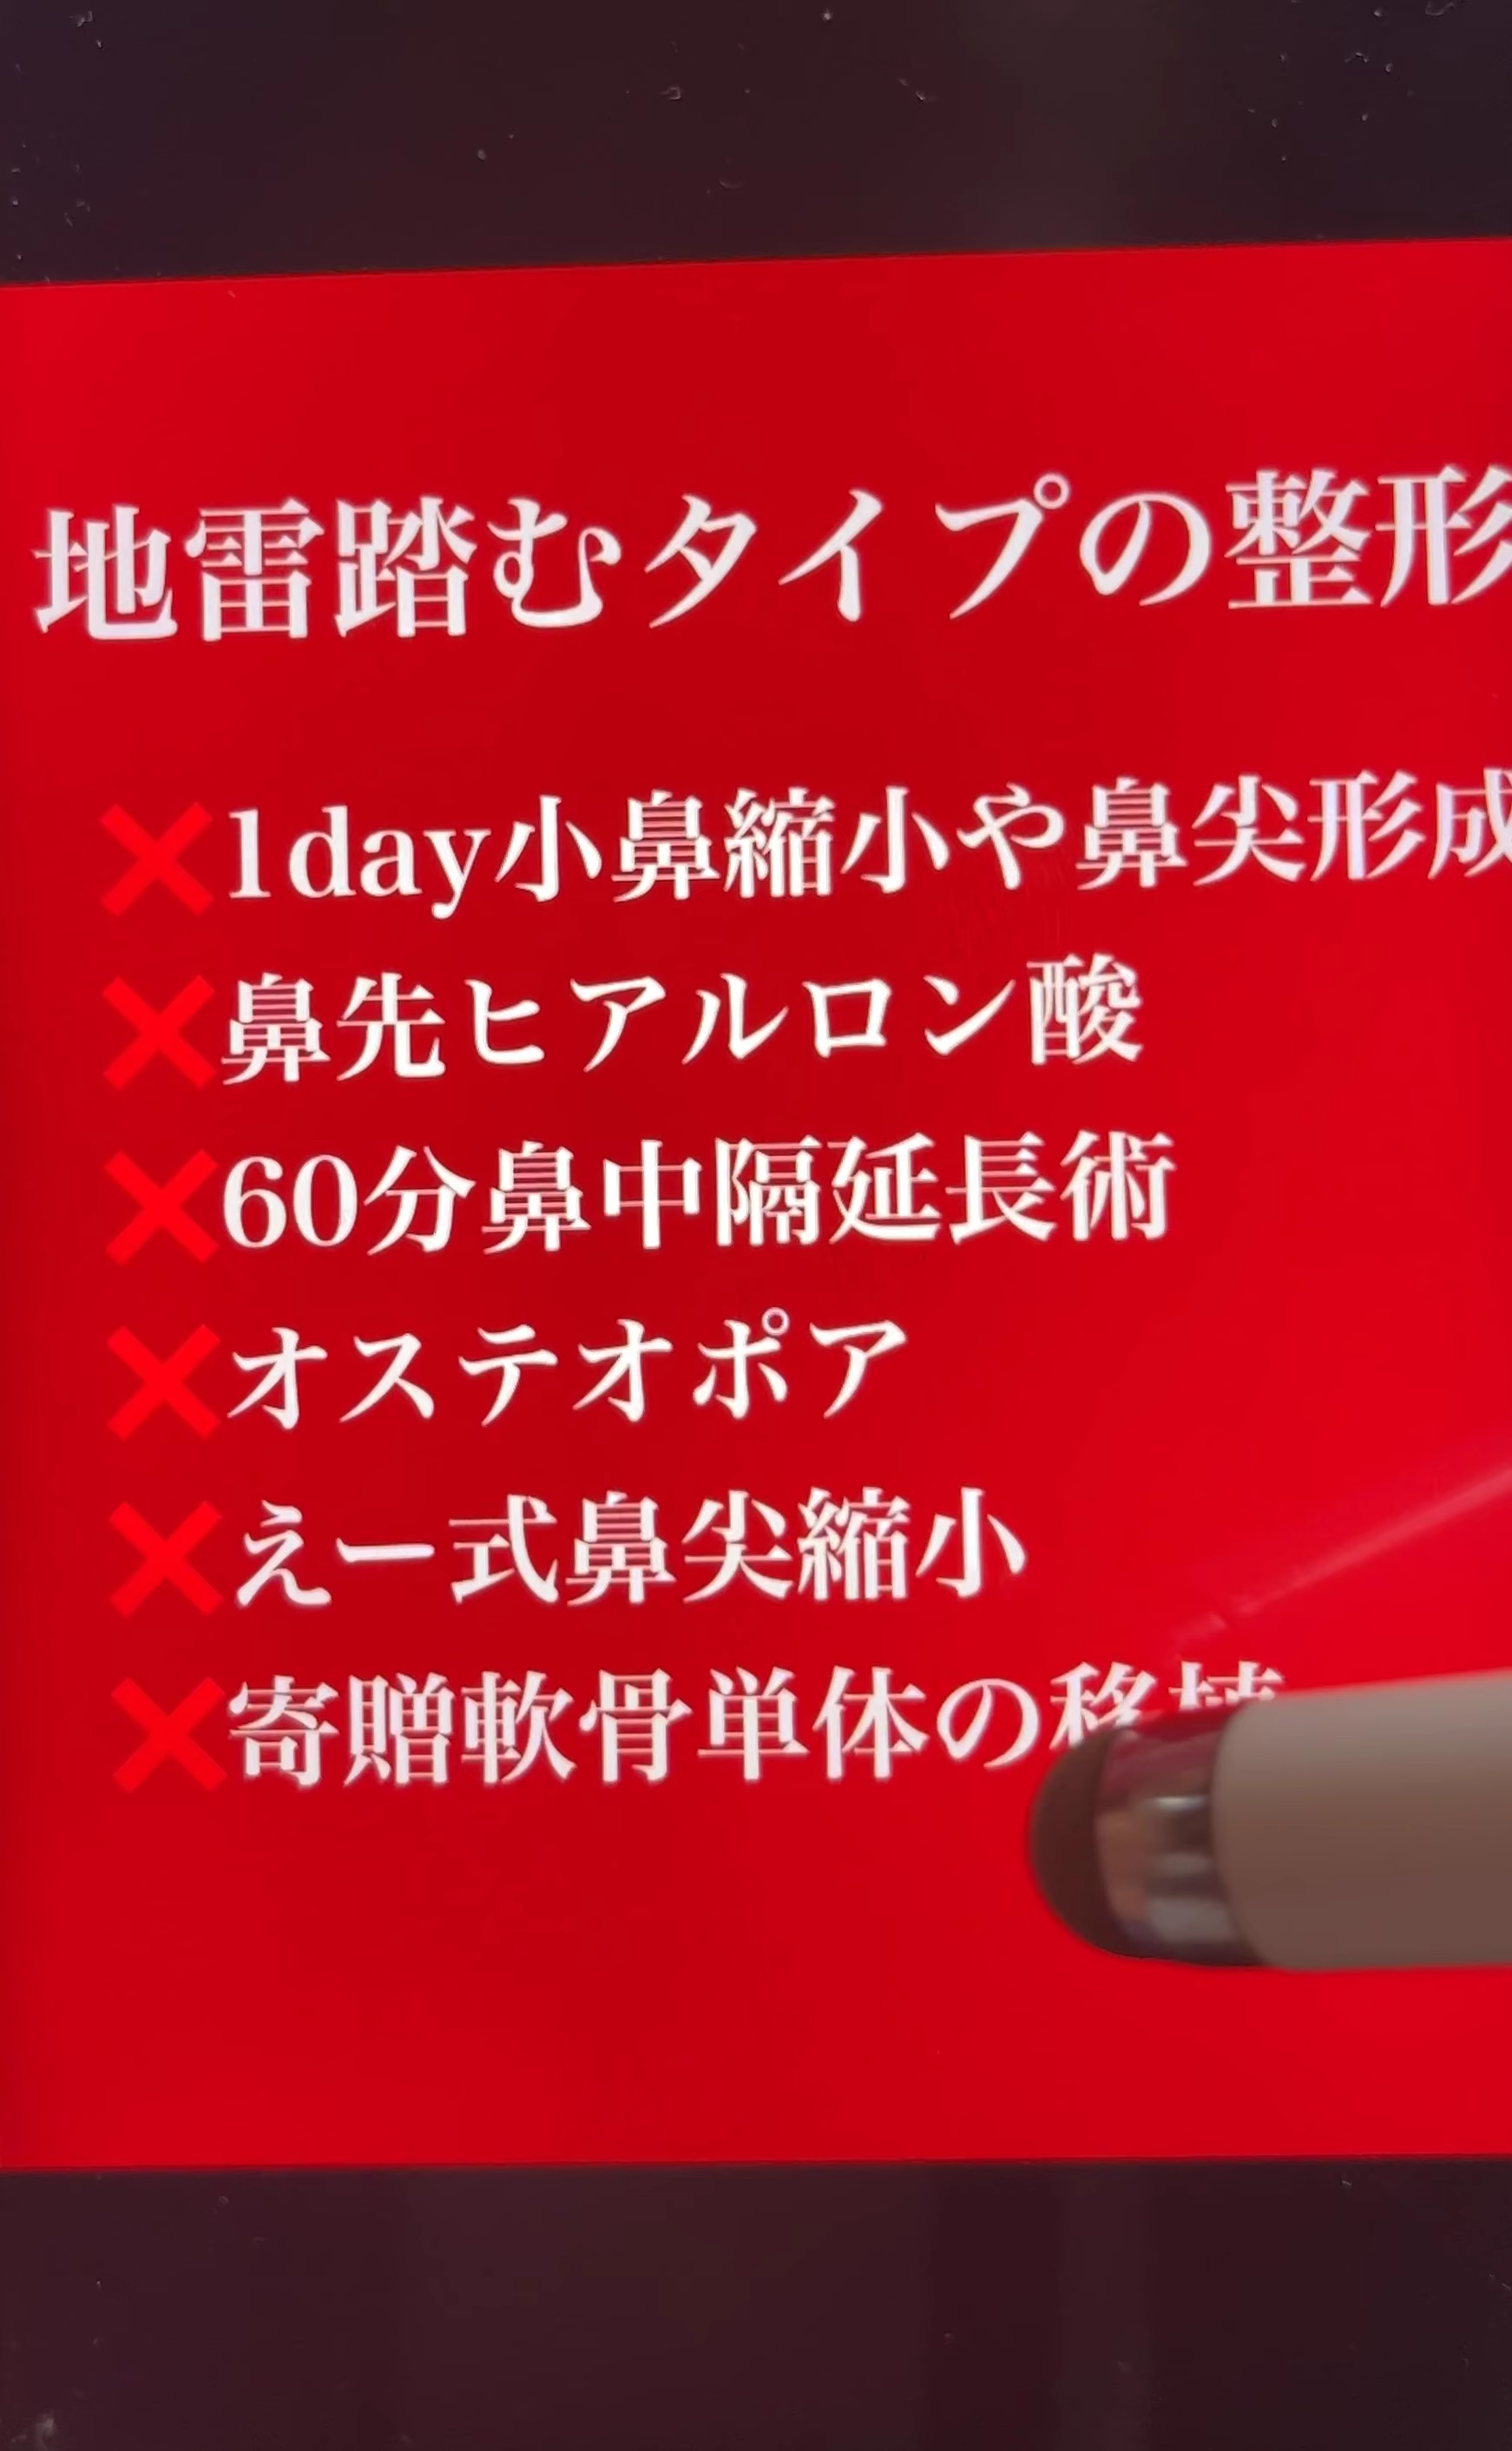 地雷踏むタイプの整形
❌1day小鼻縮小や鼻尖形成
❌鼻先ヒアルロン酸
❌60分鼻中隔延長術
❌オステオポア
❌えー式鼻尖縮小
❌寄贈軟骨単体の移植